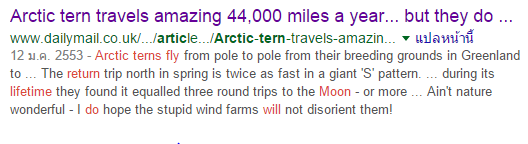 Arctic tern travels amazing 44,000 miles a year... but they do ...
www.dailymail.co.uk/.../article.../Arctic-tern-travels-amazin... ▼ แปลหน้านี้
12 ม.ค. 2553 - Arctic terns fly from pole to pole from their breeding grounds in Greenland
to ... The return trip north in spring is twice as fast in a giant 'S' pattern. ... during its
lifetime they found it equalled three round trips to the Moon - or more ... Ain't nature
wonderful - I do hope the stupid wind farms will not disorient them!